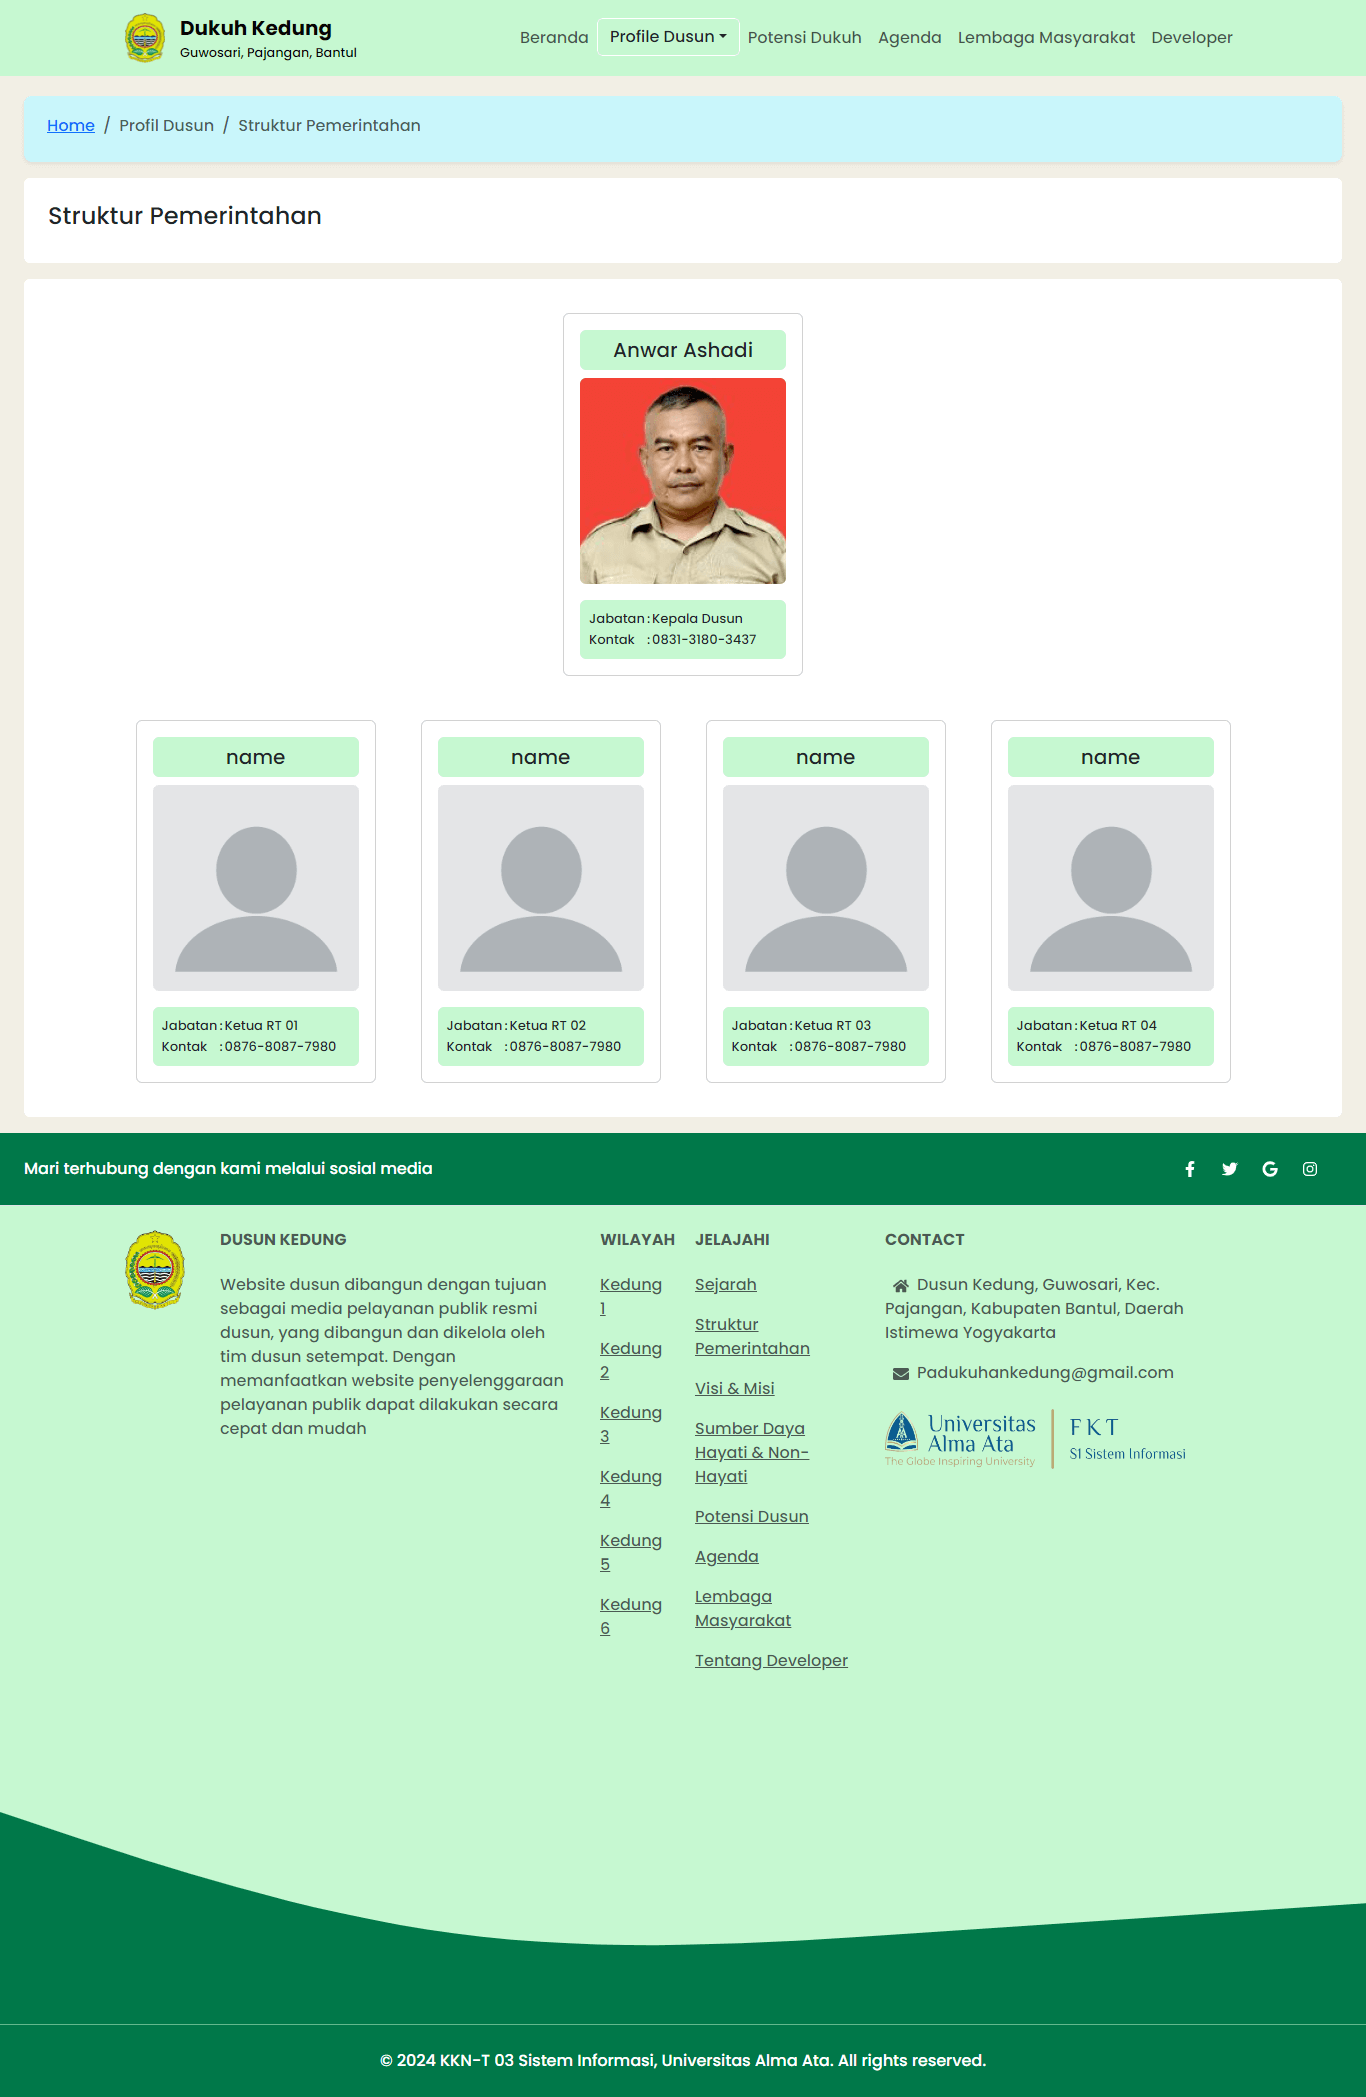 Dukuh Kedung
Guwosari, Pajangan, Bantul
Beranda
Profile Dusun
Potensi Dukuh
Agenda
Lembaga Masyarakat
Developer
Home / Profil Dusun / Struktur Pemerintahan
Struktur Pemerintahan
Anwar Ashadi
Jabatan : Kepala Dusun
Kontak : 0831-3180-3437
name
Jabatan : Ketua RT 01
Kontak : 0876-8087-7980
name
Jabatan : Ketua RT 02
Kontak : 0876-8087-7980
name
Jabatan : Ketua RT 03
Kontak : 0876-8087-7980
name
Jabatan : Ketua RT 04
Kontak : 0876-8087-7980
Mari terhubung dengan kami melalui sosial media
DUSUN KEDUNG
Website dusun dibangun dengan tujuan
sebagai media pelayanan publik resmi
dusun, yang dibangun dan dikelola oleh
tim dusun setempat. Dengan
memanfaatkan website penyelenggaraan
pelayanan publik dapat dilakukan secara
cepat dan mudah
WILAYAH
Kedung
1
Kedung
2
Kedung
3
Kedung
4
Kedung
5
Kedung
6
JELAJAHI
Sejarah
Struktur
Pemerintahan
Visi & Misi
Sumber Daya
Hayati & Non-
Hayati
Potensi Dusun
Agenda
Lembaga
Masyarakat
Tentang Developer
CONTACT
Dusun Kedung, Guwosari, Kec.
Pajangan, Kabupaten Bantul, Daerah
Istimewa Yogyakarta
Padukuhankedung@gmail.com
Universitas
Alma Ata
The Globe Inspiring University
FKT
S1 Sistem Informasi
© 2024 KKN-T 03 Sistem Informasi, Universitas Alma Ata. All rights reserved.